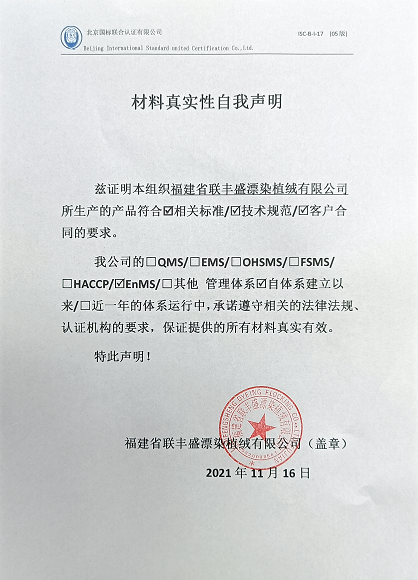 北京国标联合认证有限公司
ISC-B-I-17 (05版)
Beijing International Standard united Certification Co.,Ltd.
材料真实性自我声明
兹证明本组织福建省联丰盛漂染植绒有限公司
所生产的产品符合☑相关标准/☑技术规范/☑客户合
同的要求。
我公司的□QMS/□EMS/□OHSMS/□FSMS/
□HACCP/☑EnMS/□其他 管理体系☑自体系建立以
来/□近一年的体系运行中,承诺遵守相关的法律法规、
认证机构的要求,保证提供的所有材料真实有效。
特此声明!
福建省联丰盛漂染植绒有限公司(盖章)
2021 年 11 月 16 日